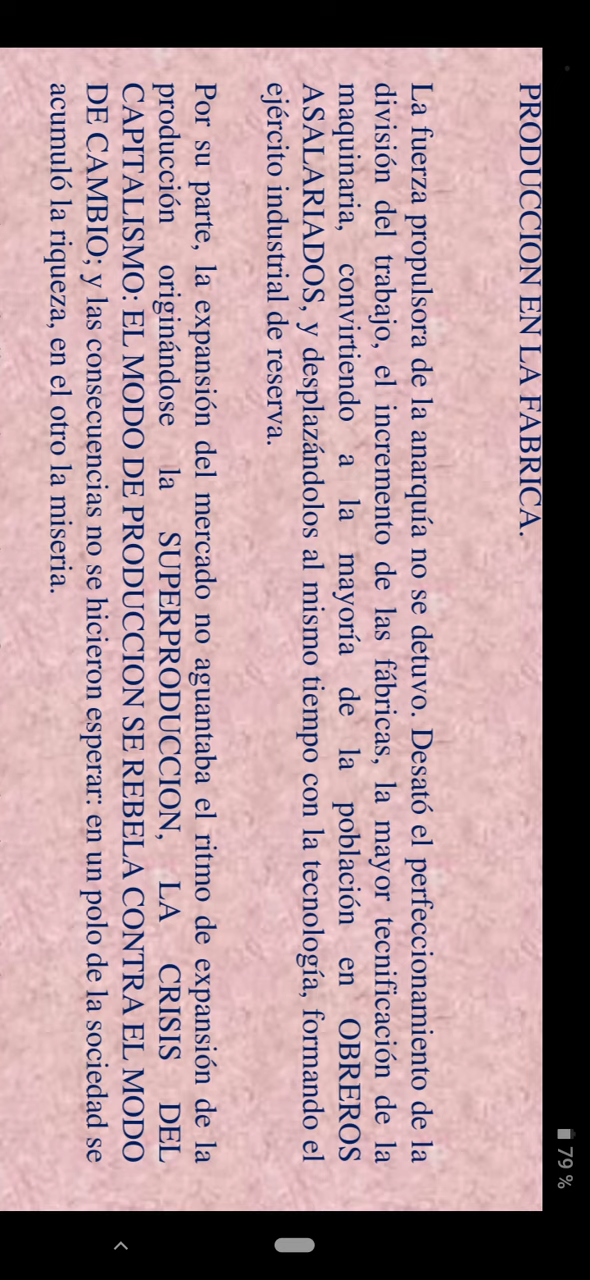 PRODUCCION EN LA FABRICA.
La fuerza propulsora de la anarquía no se detuvo. Desató el perfeccionamiento de la
división del trabajo, el incremento de las fábricas, la mayor tecnificación de la
maquinaria, convirtiendo a la mayoría de la población en OBREROS
ASALARIADOS, y desplazándolos al mismo tiempo con la tecnología, formando el
ejército industrial de reserva.
Por su parte, la expansión del mercado no aguantaba el ritmo de expansión de la
producción originándose la SUPERPRODUCCION, LA CRISIS DEL
CAPITALISMO: EL MODO DE PRODUCCION SE REBELA CONTRA EL MODO
DE CAMBIO; y las consecuencias no se hicieron esperar: en un polo de la sociedad se
acumuló la riqueza, en el otro la miseria.
79 %